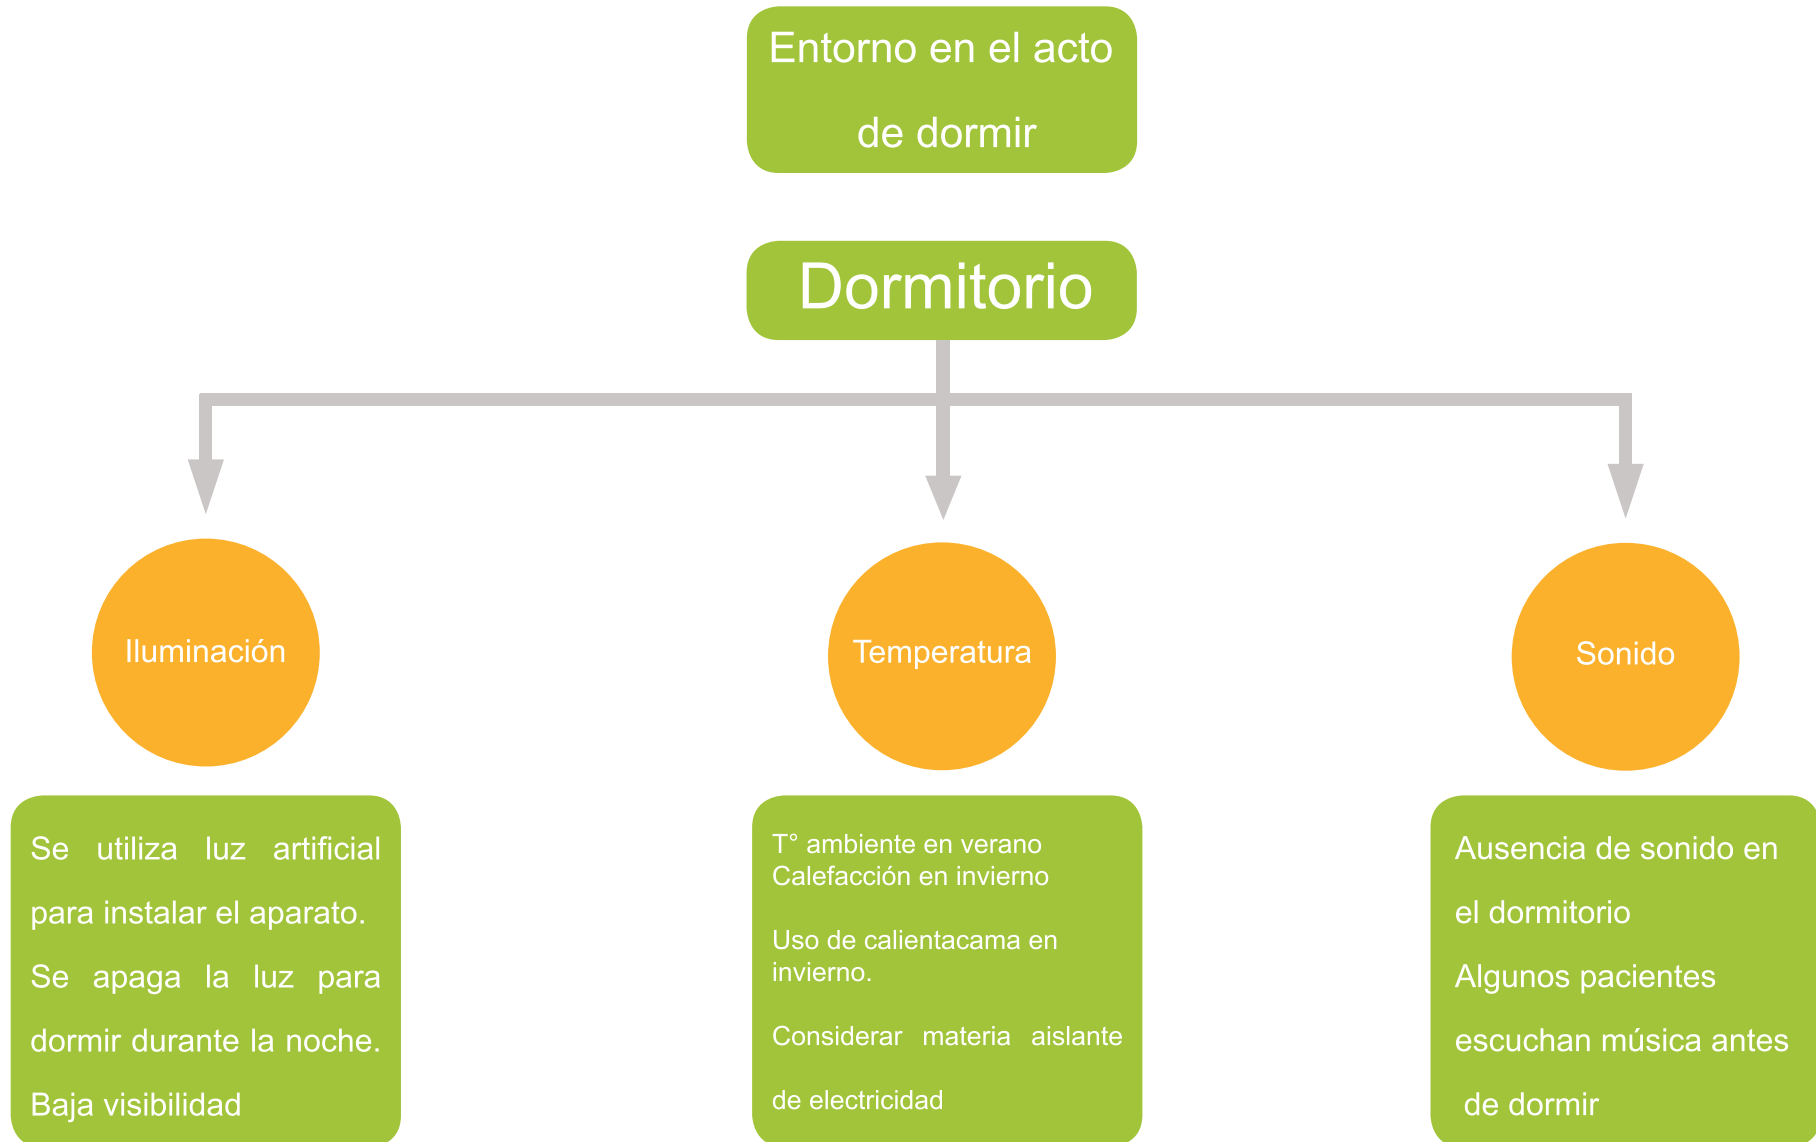 Entorno en el acto
de dormir
Dormitorio
Iluminación
Temperatura
Sonido
Se utiliza luz artificial
para instalar el aparato.
Se apaga la luz para
dormir durante la noche.
Baja visibilidad
T° ambiente en verano
Calefacción en invierno
Uso de calientacama en
invierno.
Considerar materia aislante
de electricidad
Ausencia de sonido en
el dormitorio
Algunos pacientes
escuchan música antes
de dormir